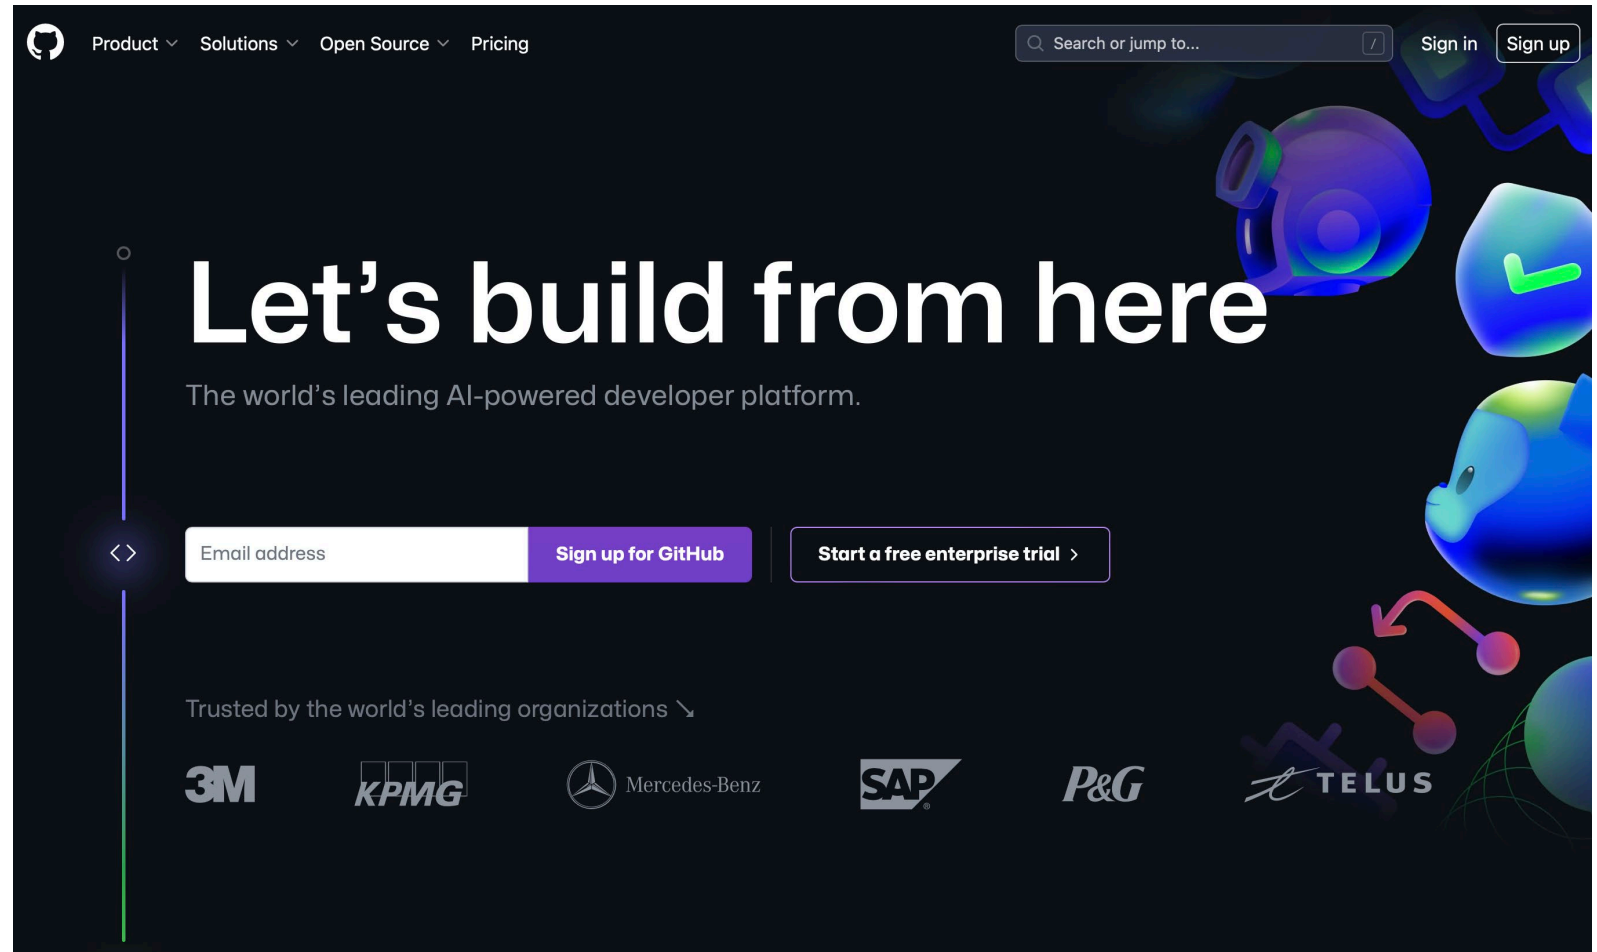 Product Solutions Open Source Pricing Search or jump to... / Sign in Sign up
Let’s build from here
The world’s leading AI-powered developer platform.
Email address Sign up for GitHub Start a free enterprise trial
Trusted by the world’s leading organizations ↘
3M KPMG Mercedes-Benz SAP® P&G TELUS